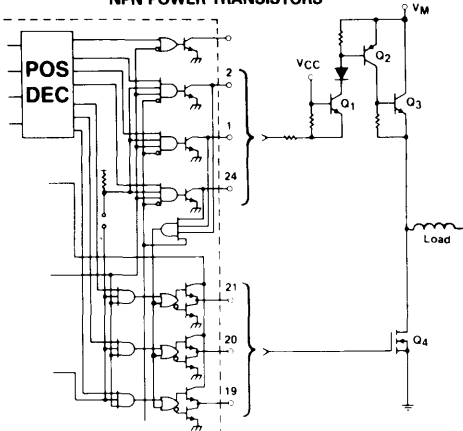 NPN POWER TRANSISTORS
VM
POS
DEC
2
VCC
Q2
Q1
Q3
1
24
Load
21
20
19
Q4